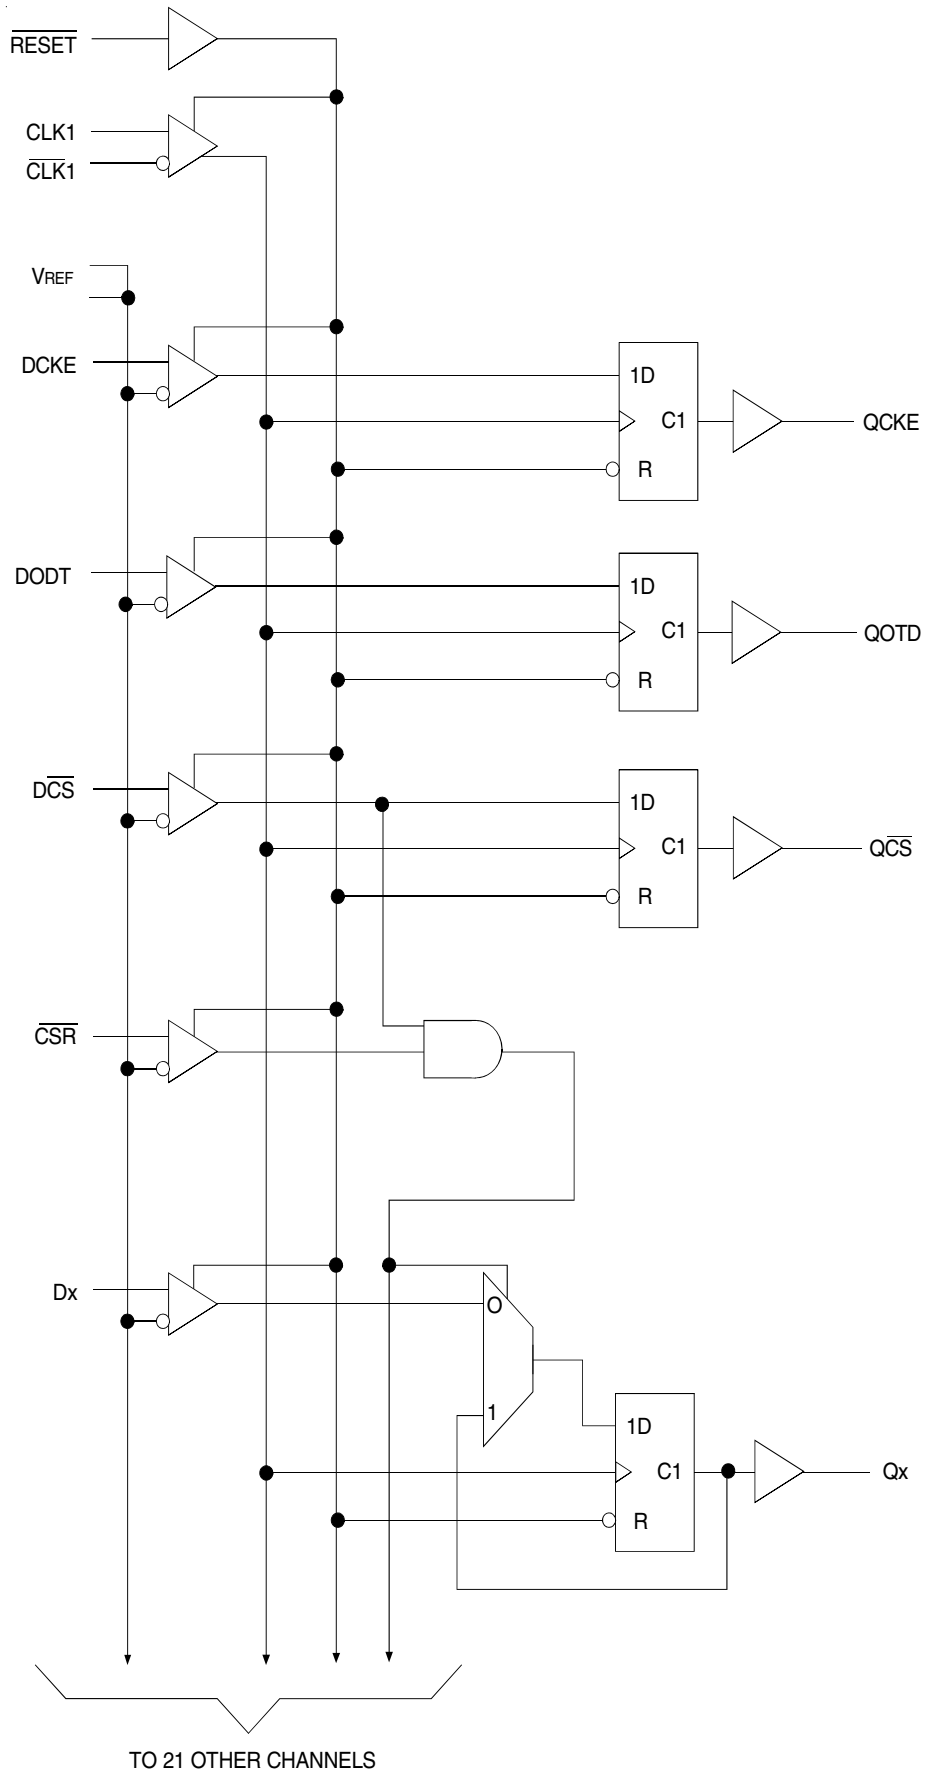 RESET
CLK1
CLK1
VREF
DCKE
1D
C1
QCKE
R
DODT
1D
C1
QOTD
R
DCS
1D
C1
QCS
R
CSR
Dx
O
1
1D
C1
Qx
R
TO 21 OTHER CHANNELS